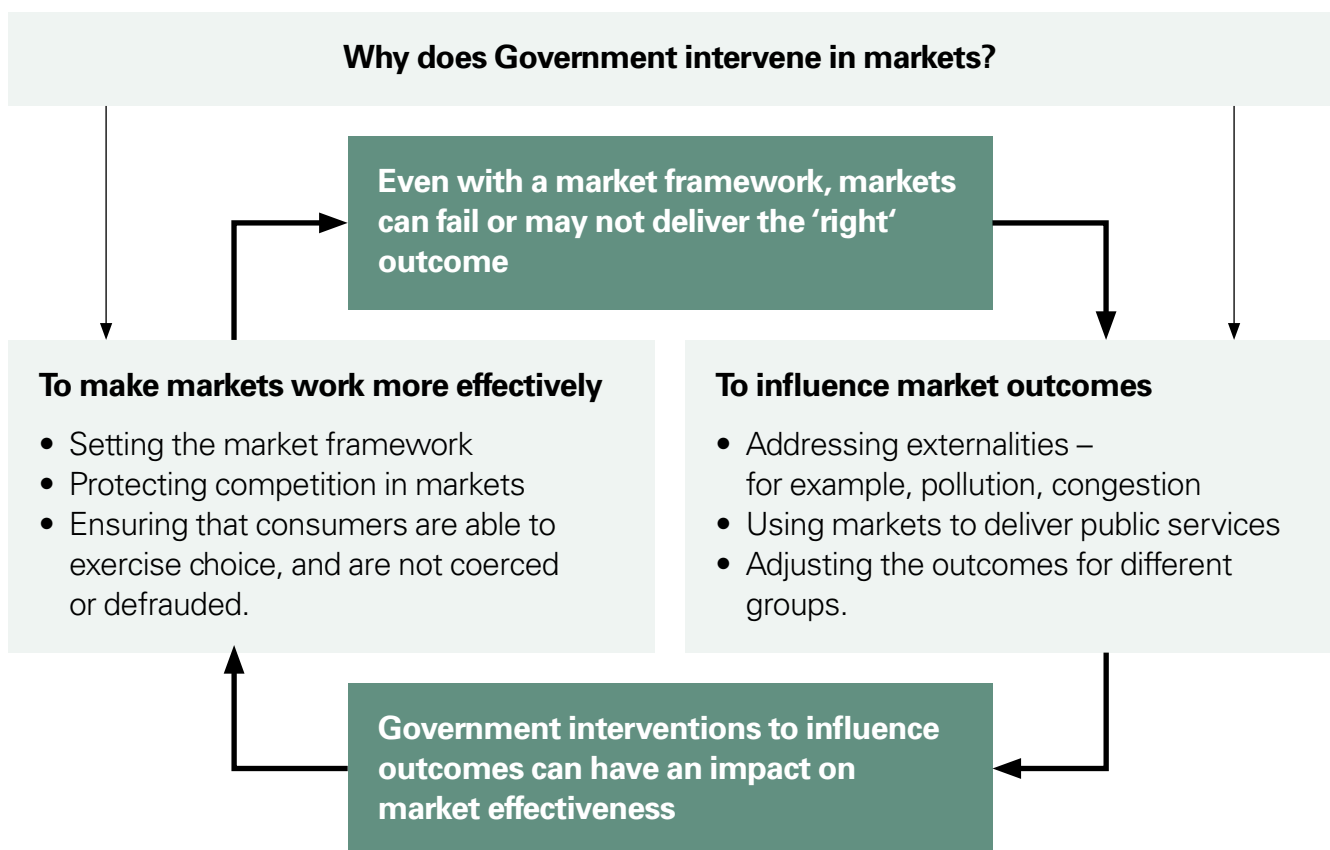 Why does Government intervene in markets?
Even with a market framework, markets
can fail or may not deliver the ‘right‘
outcome
To make markets work more effectively
• Setting the market framework
• Protecting competition in markets
• Ensuring that consumers are able to
exercise choice, and are not coerced
or defrauded.
To influence market outcomes
• Addressing externalities –
for example, pollution, congestion
• Using markets to deliver public services
• Adjusting the outcomes for different
groups.
Government interventions to influence
outcomes can have an impact on
market effectiveness